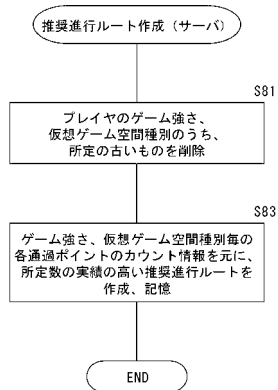 推奨進行ルート作成(サーバ)
S81
プレイヤのゲーム強さ、
仮想ゲーム空間種別のうち、
所定の古いものを削除
S83
ゲーム強さ、仮想ゲーム空間種別毎の
各通過ポイントのカウント情報を元に、
所定数の実績の高い推奨進行ルートを
作成、記憶
END